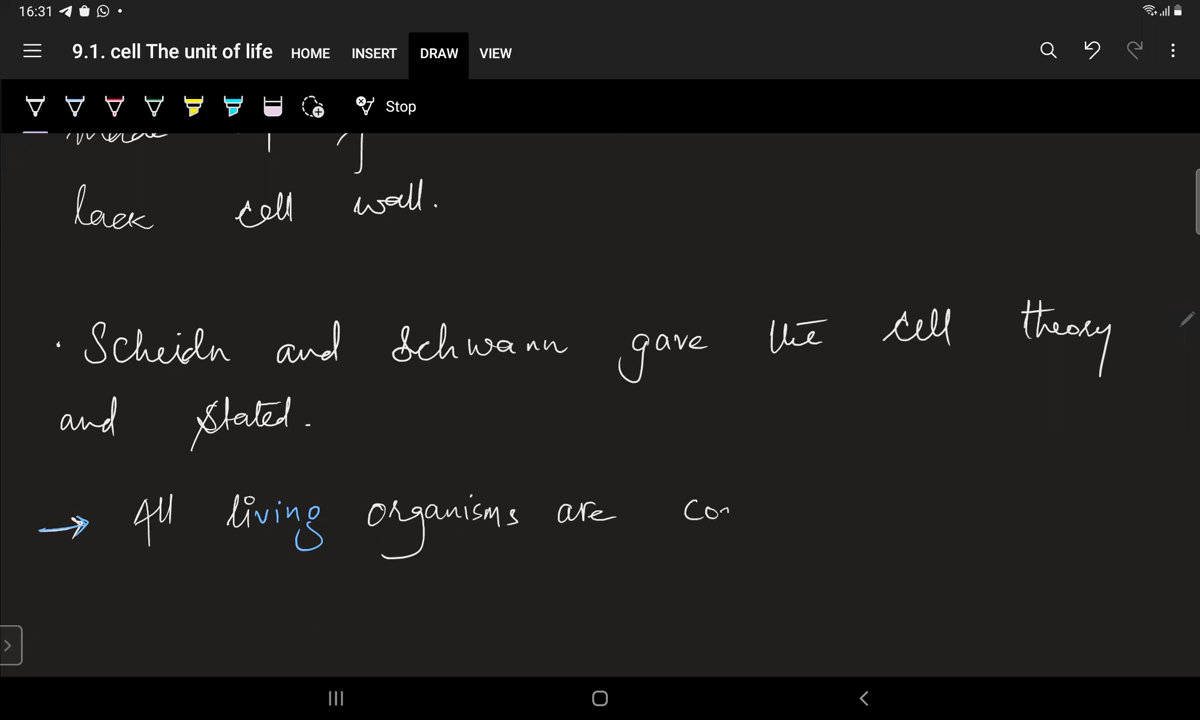 16:31
9.1. cell The unit of life HOME INSERT DRAW VIEW
Stop
lack cell wall.
· Scheidn and Schwann gave the cell theory
and stated.
→ All living organisms are co